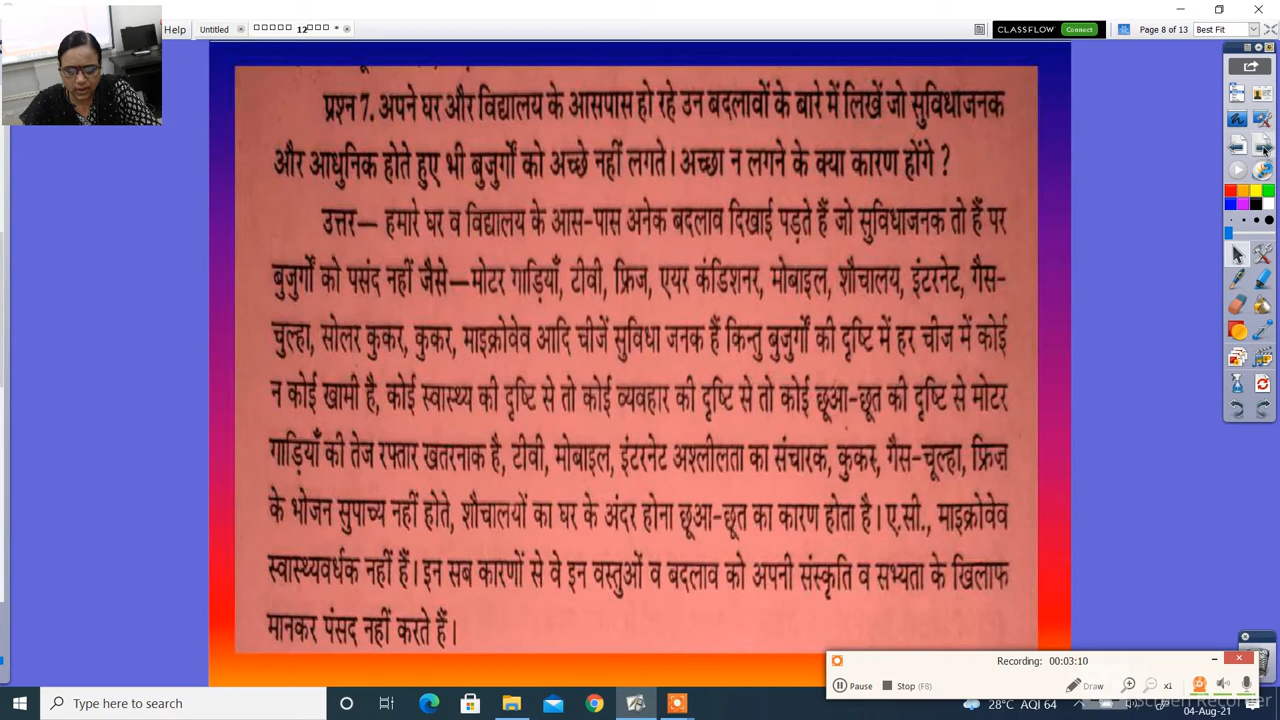 Help
Untitled
12 *
CLASSFLOW Connect
Page 8 of 13
Best Fit
प्रश्न 7. अपने घर और विद्यालय के आसपास हो रहे उन बदलावों के बारे में लिखें जो सुविधाजनक
और आधुनिक होते हुए भी बुजुर्गों को अच्छे नहीं लगते। अच्छा न लगने के क्या कारण होंगे ?
उत्तर— हमारे घर व विद्यालय के आस-पास अनेक बदलाव दिखाई पड़ते हैं जो सुविधाजनक तो हैं पर
बुजुर्गों को पसंद नहीं जैसे—मोटर गाड़ियाँ, टीवी, फ्रिज, एयर कंडिशनर, मोबाइल, शौचालय, इंटरनेट, गैस-
चुल्हा, सोलर कुकर, कुकर, माइक्रोवेव आदि चीजें सुविधा जनक हैं किन्तु बुजुर्गों की दृष्टि में हर चीज में कोई
न कोई खामी है, कोई स्वास्थ्य की दृष्टि से तो कोई व्यवहार की दृष्टि से तो कोई छूआ-छूत की दृष्टि से मोटर
गाड़ियाँ की तेज रफ्तार खतरनाक है, टीवी, मोबाइल, इंटरनेट अश्लीलता का संचारक, कुकर, गैस-चूल्हा, फ्रिज़
के भोजन सुपाच्य नहीं होते, शौचालयों का घर के अंदर होना छूआ-छूत का कारण होता है। ए.सी., माइक्रोवेव
स्वास्थ्यवर्धक नहीं हैं। इन सब कारणों से वे इन वस्तुओं व बदलाव को अपनी संस्कृति व सभ्यता के खिलाफ
मानकर पंसद नहीं करते हैं।
Recording: 00:03:10
Pause
Stop (F8)
Draw
x1
Type here to search
28°C AQI 64
04-Aug-21